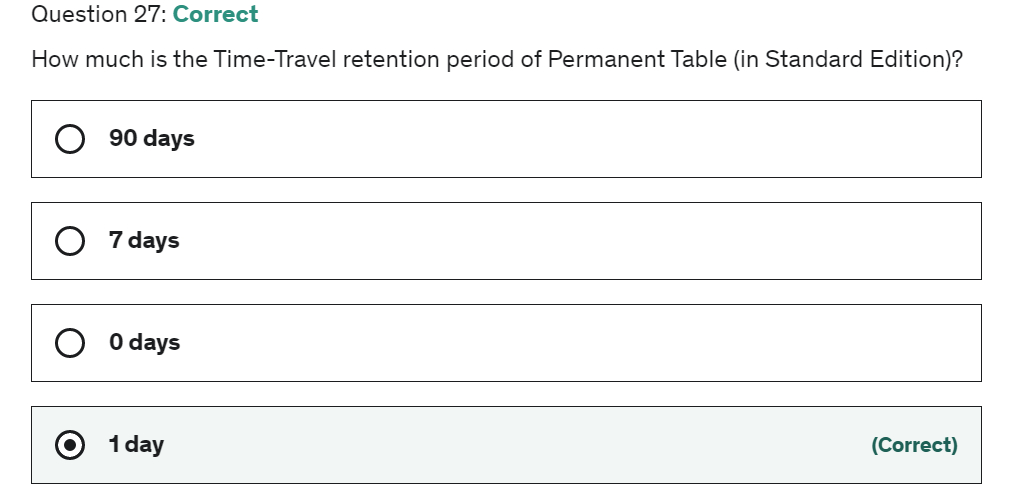 Question 27: Correct
How much is the Time-Travel retention period of Permanent Table (in Standard Edition)?
90 days
7 days
0 days
1 day (Correct)